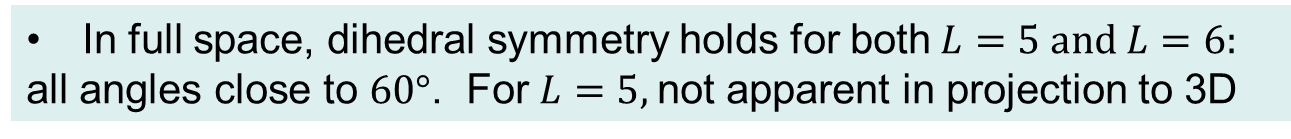 • In full space, dihedral symmetry holds for both L = 5 and L = 6:
all angles close to 60°. For L = 5, not apparent in projection to 3D